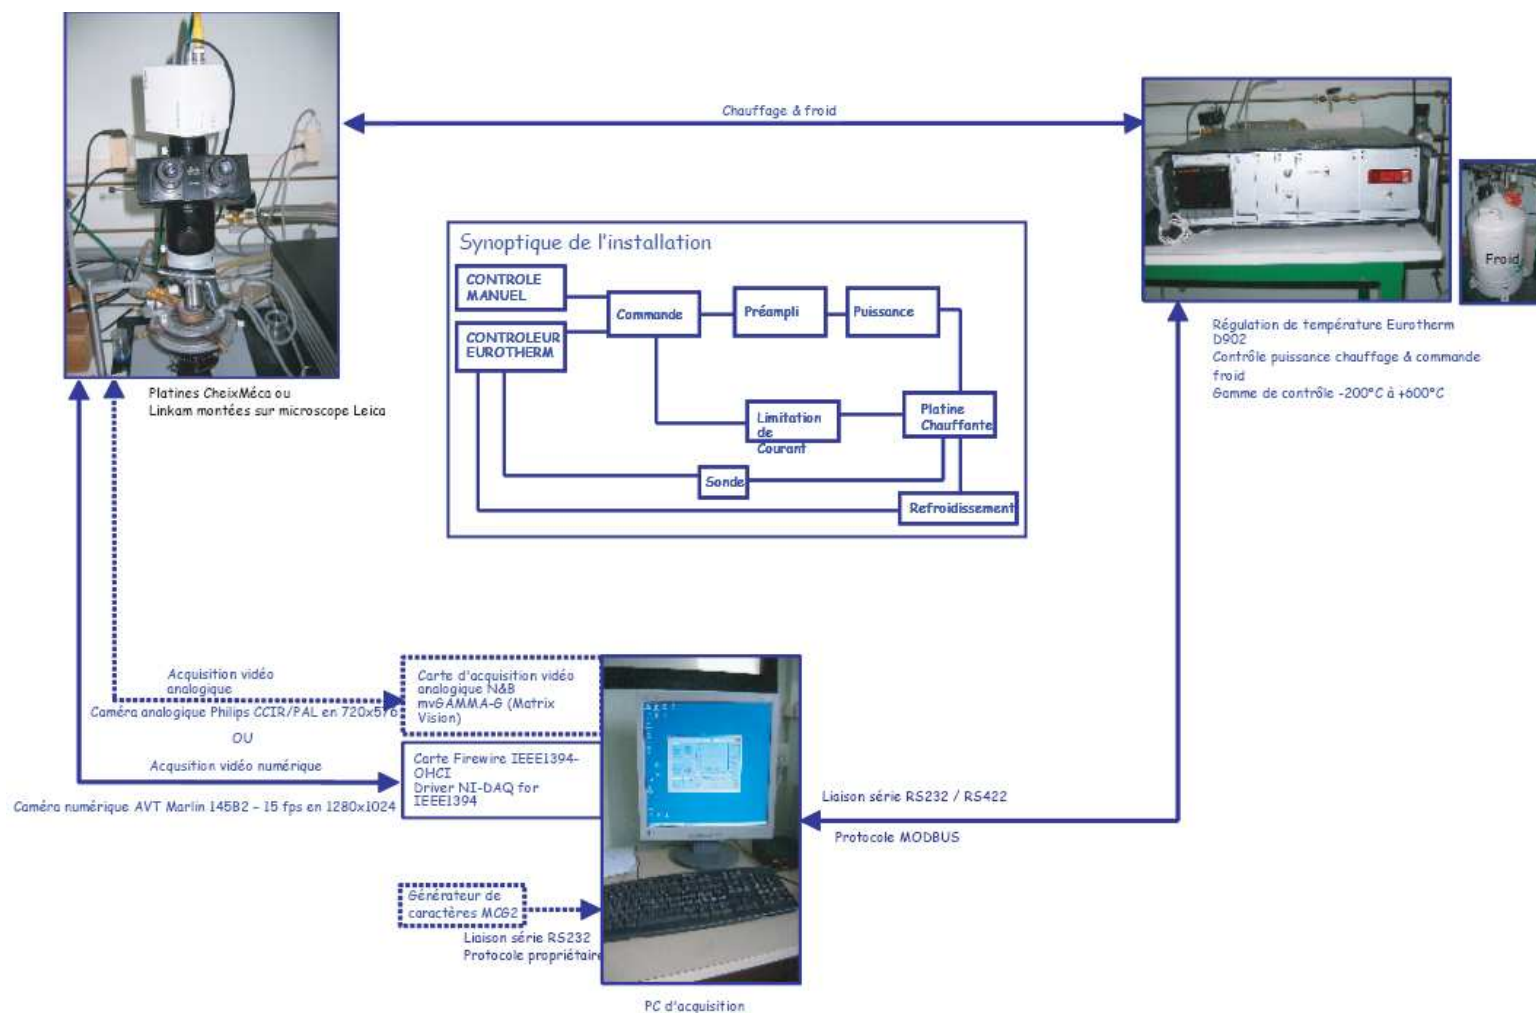 Chauffage & froid
Froid
Régulation de température Eurotherm
D902
Contrôle puissance chauffage & commande
froid
Gamme de contrôle -200°C à +600°C
Platines CheixMéca ou
Linkam montées sur microscope Leica
Synoptique de l'installation
CONTROLE
MANUEL
CONTROLEUR
EUROTHERM
Commande
Préampli
Puissance
Limitation
de
Courant
Platine
Chauffante
Sonde
Refroidissement
Acquisition vidéo
analogique
Caméra analogique Philips CCIR/PAL en 720x576
OU
Acqusition vidéo numérique
Caméra numérique AVT Marlin 145B2 – 15 fps en 1280x1024
Carte d'acquisition vidéo
analogique N&B
mvGAMMA-G (Matrix
Vision)
Carte Firewire IEEE1394-
OHCI
Driver NI-DAQ for
IEEE1394
Générateur de
caractères MCG2
Liaison série RS232
Protocole propriétaire
Liaison série RS232 / RS422
Protocole MODBUS
PC d'acquisition